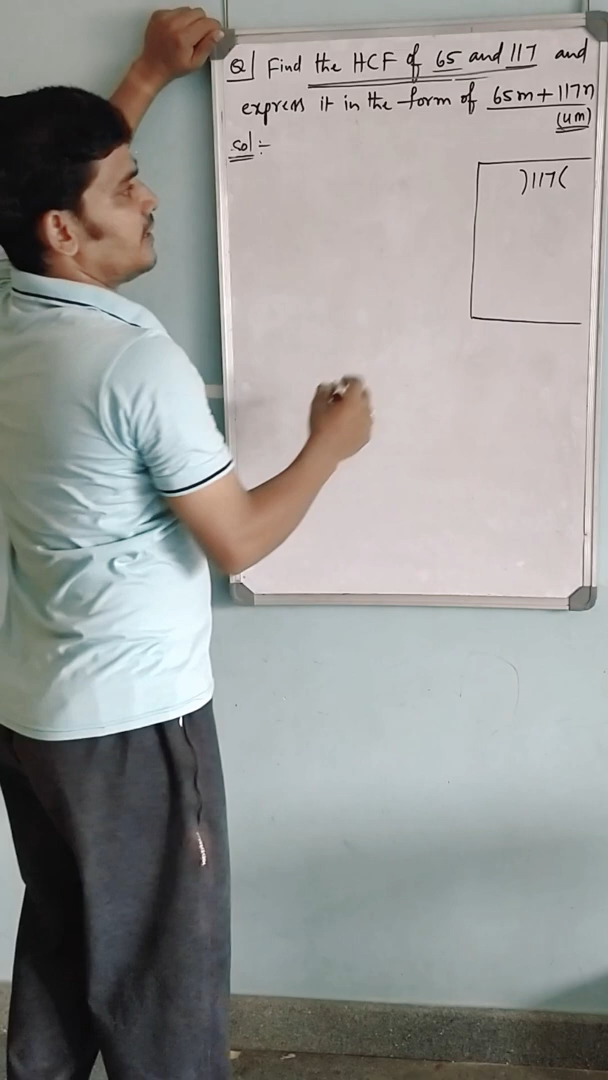 Q| Find the HCF of 65 and 117 and
express it in the form of 65m + 117n
(4m)
Sol :-
)117(